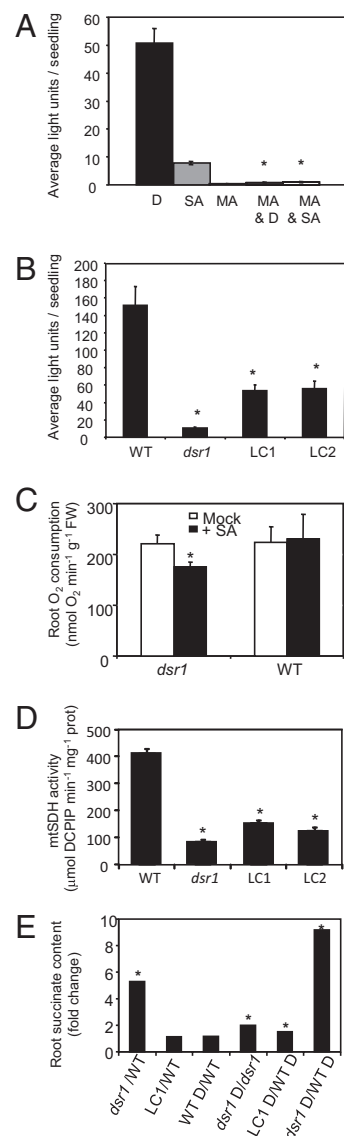 A
Average light units / seedling
60
50
40
30
20
10
0
* *
D SA MA MA & D MA & SA
B
Average light units / seedling
200
180
160
140
120
100
80
60
40
20
0
* * *
WT dsr1 LC1 LC2
C
Root O2 consumption
(nmol O2 min-1 g-1 FW)
300
200
100
0
Mock
+ SA
*
dsr1 WT
D
mtSDH activity
(µmol DCPIP min-1 mg-1 prot)
500
400
300
200
100
0
* * *
WT dsr1 LC1 LC2
E
Root succinate content
(fold change)
10
8
6
4
2
0
* * * *
dsr1/WT
LC1/WT
WT D/WT
dsr1 D/dsr1
LC1 D/WT D
dsr1 D/WT D